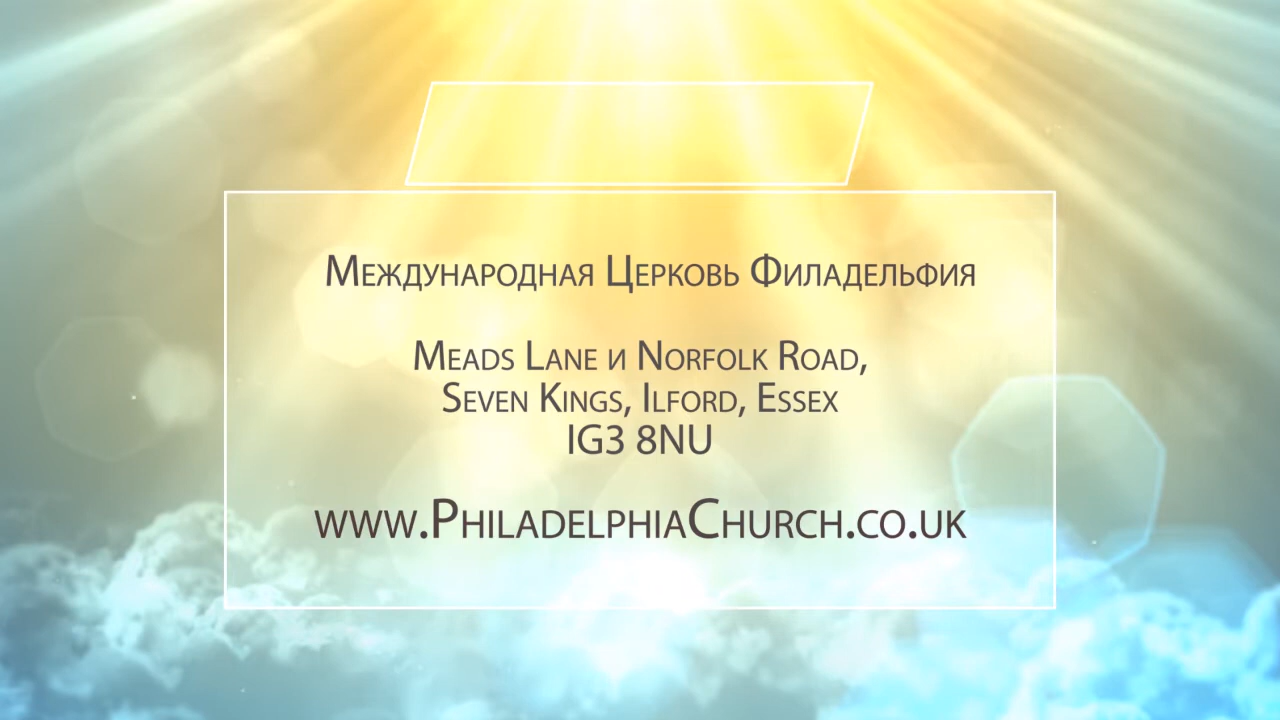 Международная Церковь Филадельфия
Meads Lane и Norfolk Road,
Seven Kings, Ilford, Essex
IG3 8NU
www.PhiladelphiaChurch.co.uk